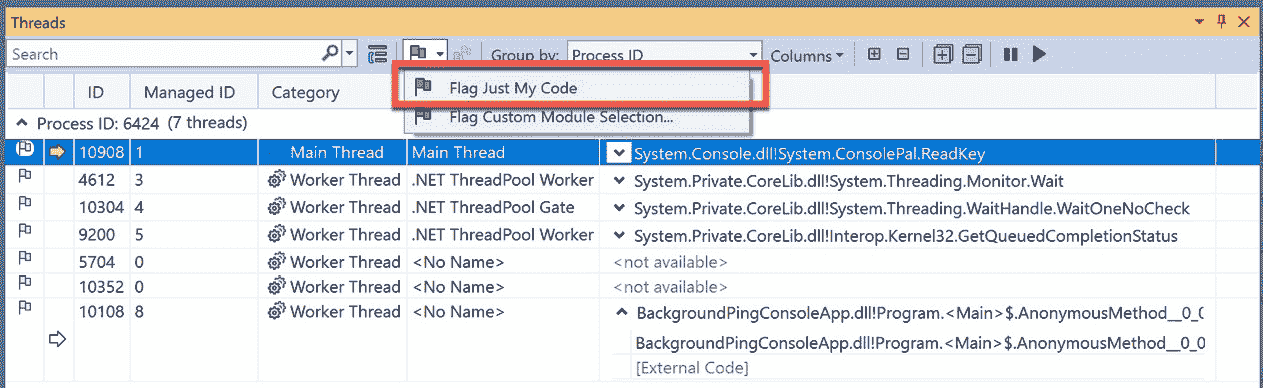 Threads
Search Group by: Process ID Columns
Flag Just My Code
ID Managed ID Category
Flag Custom Module Selection...
Process ID: 6424 (7 threads)
10908 1 Main Thread Main Thread System.Console.dll!System.ConsolePal.ReadKey
4612 3 Worker Thread .NET ThreadPool Worker System.Private.CoreLib.dll!System.Threading.Monitor.Wait
10304 4 Worker Thread .NET ThreadPool Gate System.Private.CoreLib.dll!System.Threading.WaitHandle.WaitOneNoCheck
9200 5 Worker Thread .NET ThreadPool Worker System.Private.CoreLib.dll!Interop.Kernel32.GetQueuedCompletionStatus
5704 0 Worker Thread <No Name> <not available>
10352 0 Worker Thread <No Name> <not available>
10108 8 Worker Thread <No Name> BackgroundPingConsoleApp.dll!Program.<Main>$.AnonymousMethod__0_0
BackgroundPingConsoleApp.dll!Program.<Main>$.AnonymousMethod__0_0
[External Code]